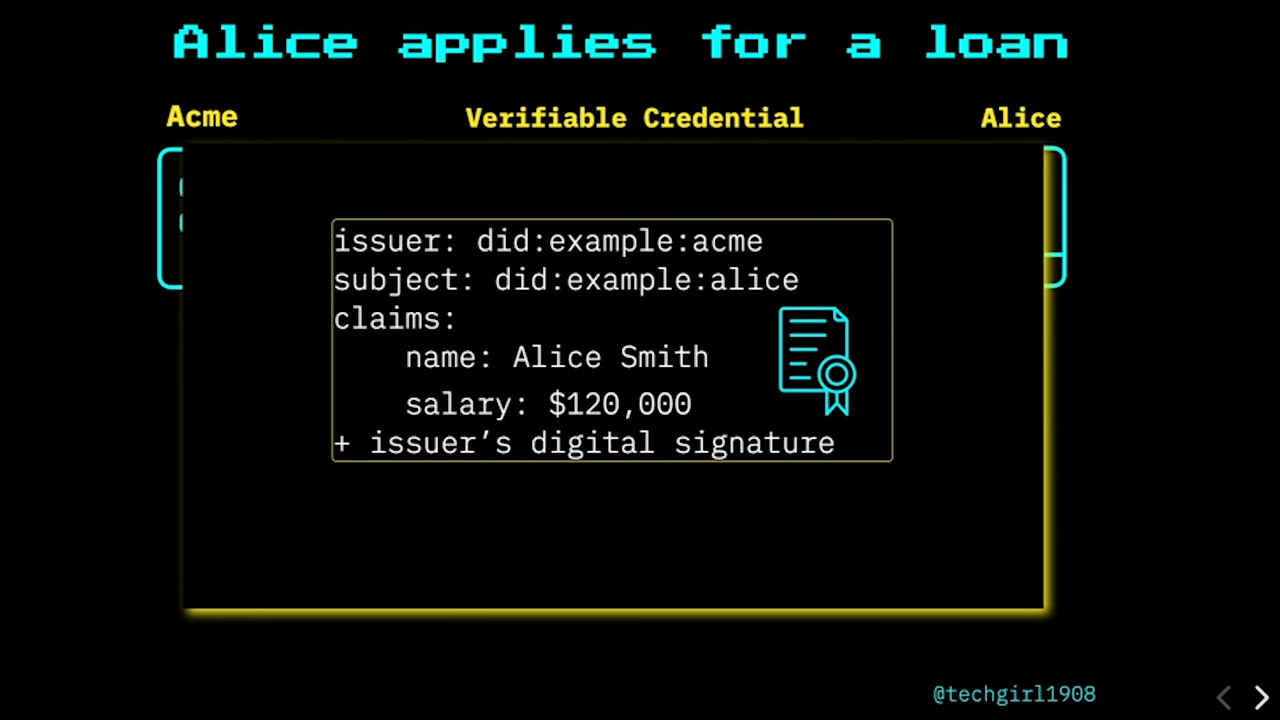 Alice applies for a loan
Acme
Verifiable Credential
Alice
issuer: did:example:acme
subject: did:example:alice
claims:
name: Alice Smith
salary: $120,000
+ issuer’s digital signature
@techgirl1908